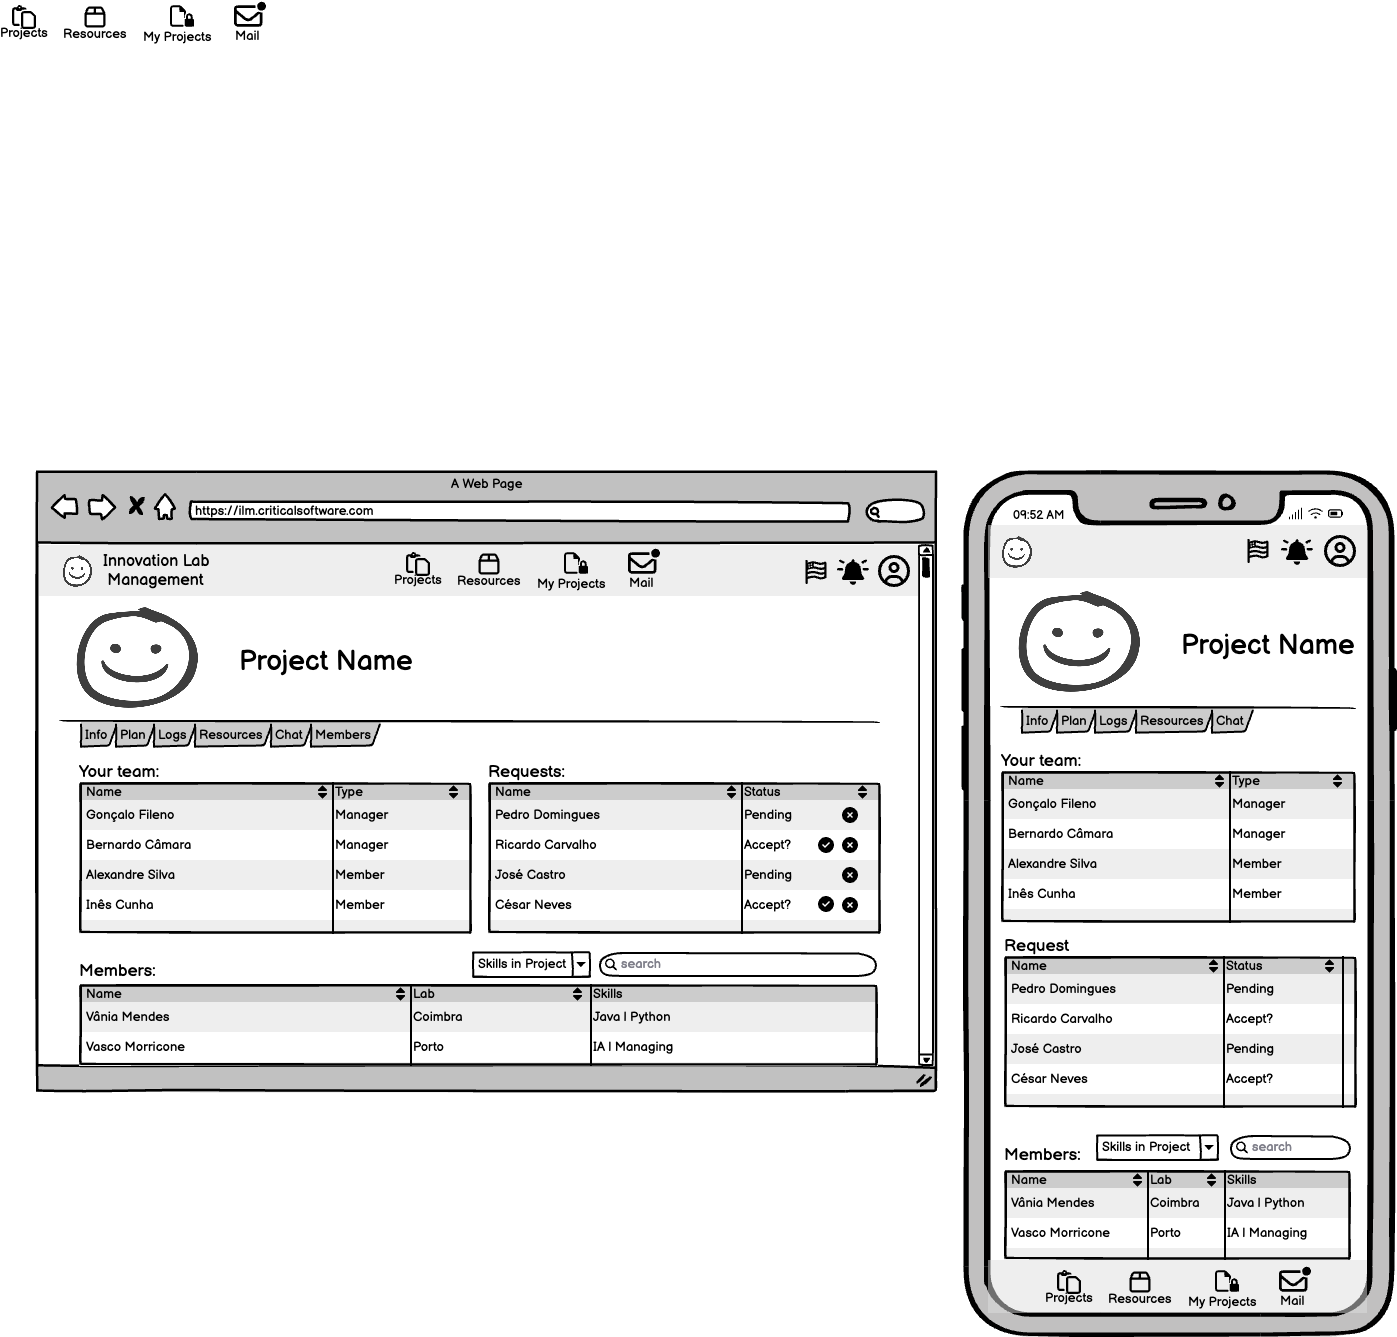 Projects Resources My Projects Mail
A Web Page
https://ilm.criticalsoftware.com
Innovation Lab
Management
Projects Resources My Projects Mail
Project Name
Info Plan Logs Resources Chat Members
Your team:
Name Type
Gonçalo Fileno Manager
Bernardo Câmara Manager
Alexandre Silva Member
Inês Cunha Member
Requests:
Name Status
Pedro Domingues Pending
Ricardo Carvalho Accept?
José Castro Pending
César Neves Accept?
Members:
Skills in Project search
Name Lab Skills
Vânia Mendes Coimbra Java | Python
Vasco Morricone Porto IA | Managing
09:52 AM
Project Name
Info Plan Logs Resources Chat
Your team:
Name Type
Gonçalo Fileno Manager
Bernardo Câmara Manager
Alexandre Silva Member
Inês Cunha Member
Request
Name Status
Pedro Domingues Pending
Ricardo Carvalho Accept?
José Castro Pending
César Neves Accept?
Members: Skills in Project search
Name Lab Skills
Vânia Mendes Coimbra Java | Python
Vasco Morricone Porto IA | Managing
Projects Resources My Projects Mail